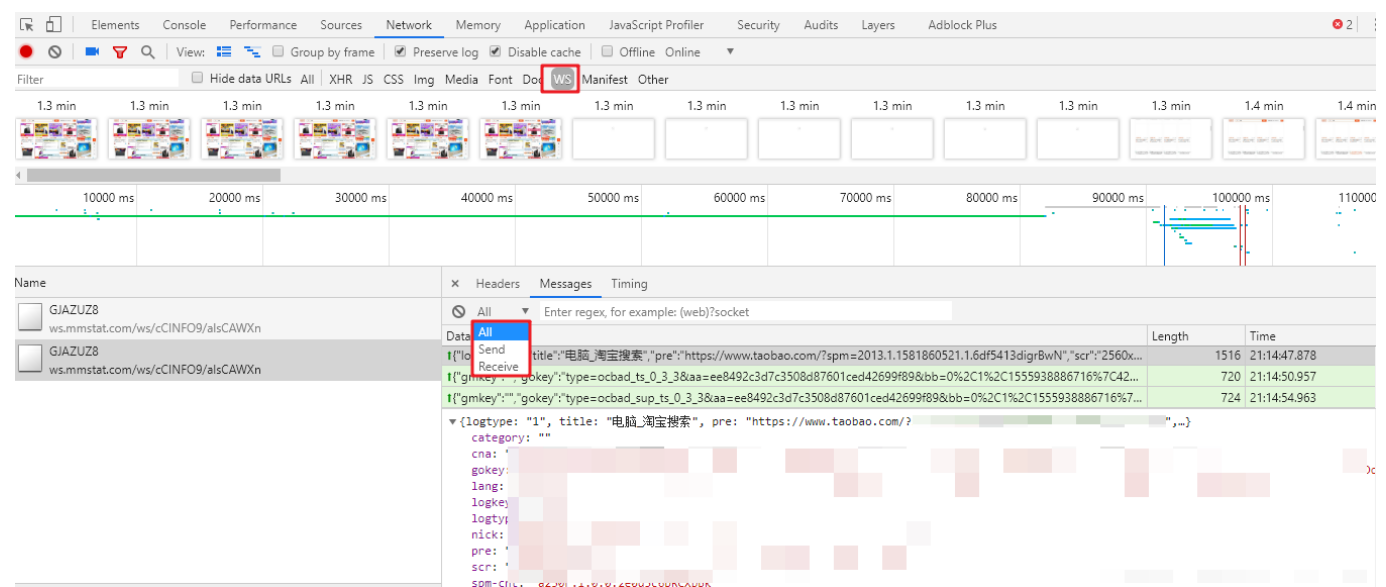 Elements Console Performance Sources Network Memory Application JavaScript Profiler Security Audits Layers Adblock Plus 2
View: Group by frame Preserve log Disable cache Offline Online
Filter Hide data URLs All XHR JS CSS Img Media Font Doc WS Manifest Other
1.3 min 1.3 min 1.3 min 1.3 min 1.3 min 1.3 min 1.3 min 1.3 min 1.3 min 1.3 min 1.3 min 1.3 min 1.3 min 1.4 min 1.4 min
10000 ms 20000 ms 30000 ms 40000 ms 50000 ms 60000 ms 70000 ms 80000 ms 90000 ms 100000 ms 110000
Name × Headers Messages Timing
GJAZUZ8
ws.mmstat.com/ws/cCINFO9/alsCAWXn
GJAZUZ8
ws.mmstat.com/ws/cCINFO9/alsCAWXn
All Enter regex, for example: (web)?socket
All
Send
Receive
Data Length Time
{"lo title":"电脑_淘宝搜索","pre":"https://www.taobao.com/?spm=2013.1.1581860521.1.6df5413digrBwN","scr":"2560x... 1516 21:14:47.878
{"gmkey":"","gokey":"type=ocbad_ts_0_3_3&aa=ee8492c3d7c3508d87601ced42699f89&bb=0%2C1%2C1555938886716%7C42... 720 21:14:50.957
{"gmkey":"","gokey":"type=ocbad_sup_ts_0_3_3&aa=ee8492c3d7c3508d87601ced42699f89&bb=0%2C1%2C1555938886716%7... 724 21:14:54.963
{logtype: "1", title: "电脑_淘宝搜索", pre: "https://www.taobao.com/? ",…}
category: ""
cna: "
gokey:
lang:
logkey
logtyp
nick:
pre: "
scr: "
spm-cnt: